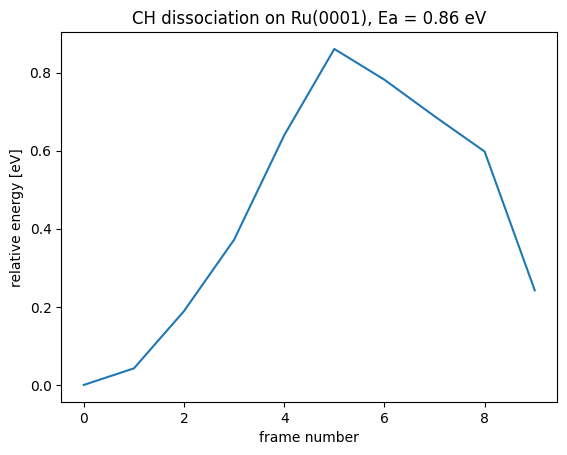 CH dissociation on Ru(0001), Ea = 0.86 eV
relative energy [eV]
0.8
0.6
0.4
0.2
0.0
0 2 4 6 8
frame number